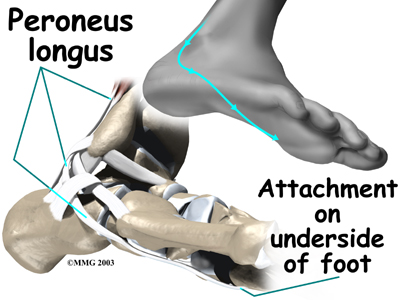 Peroneus
longus
Attachment
on
underside
of foot
©MMG 2003